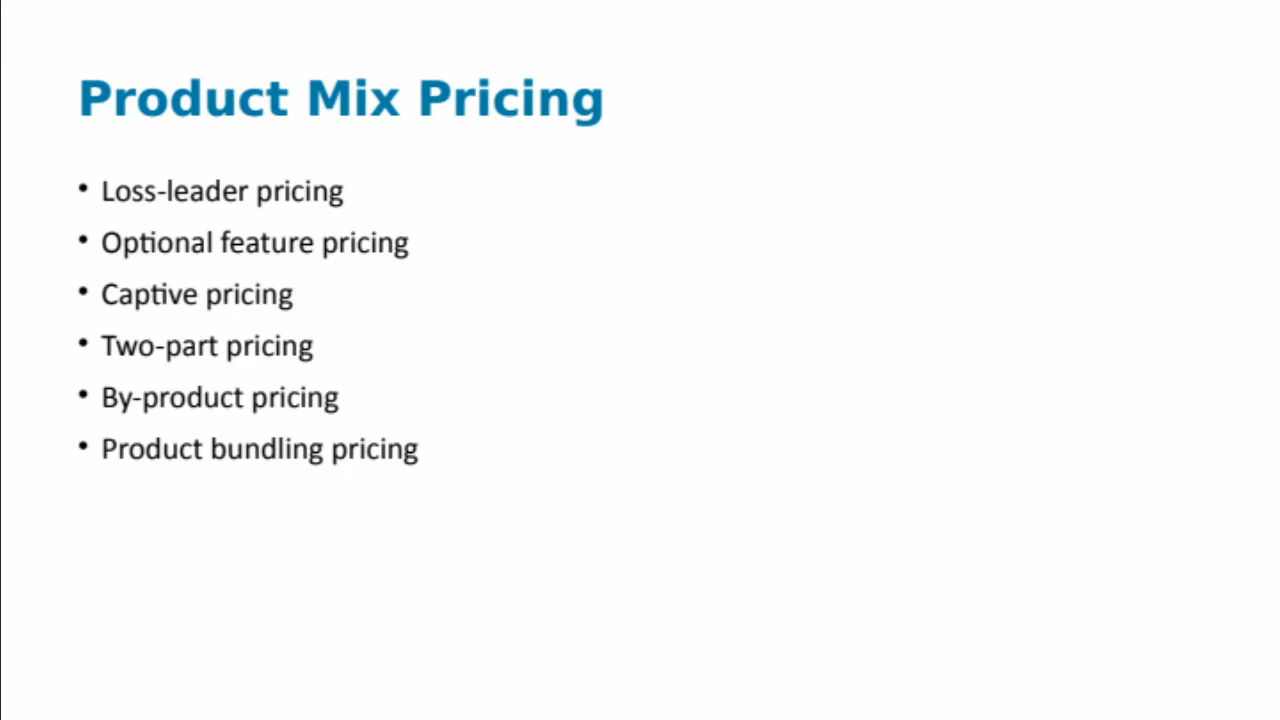 Product Mix Pricing
• Loss-leader pricing
• Optional feature pricing
• Captive pricing
• Two-part pricing
• By-product pricing
• Product bundling pricing